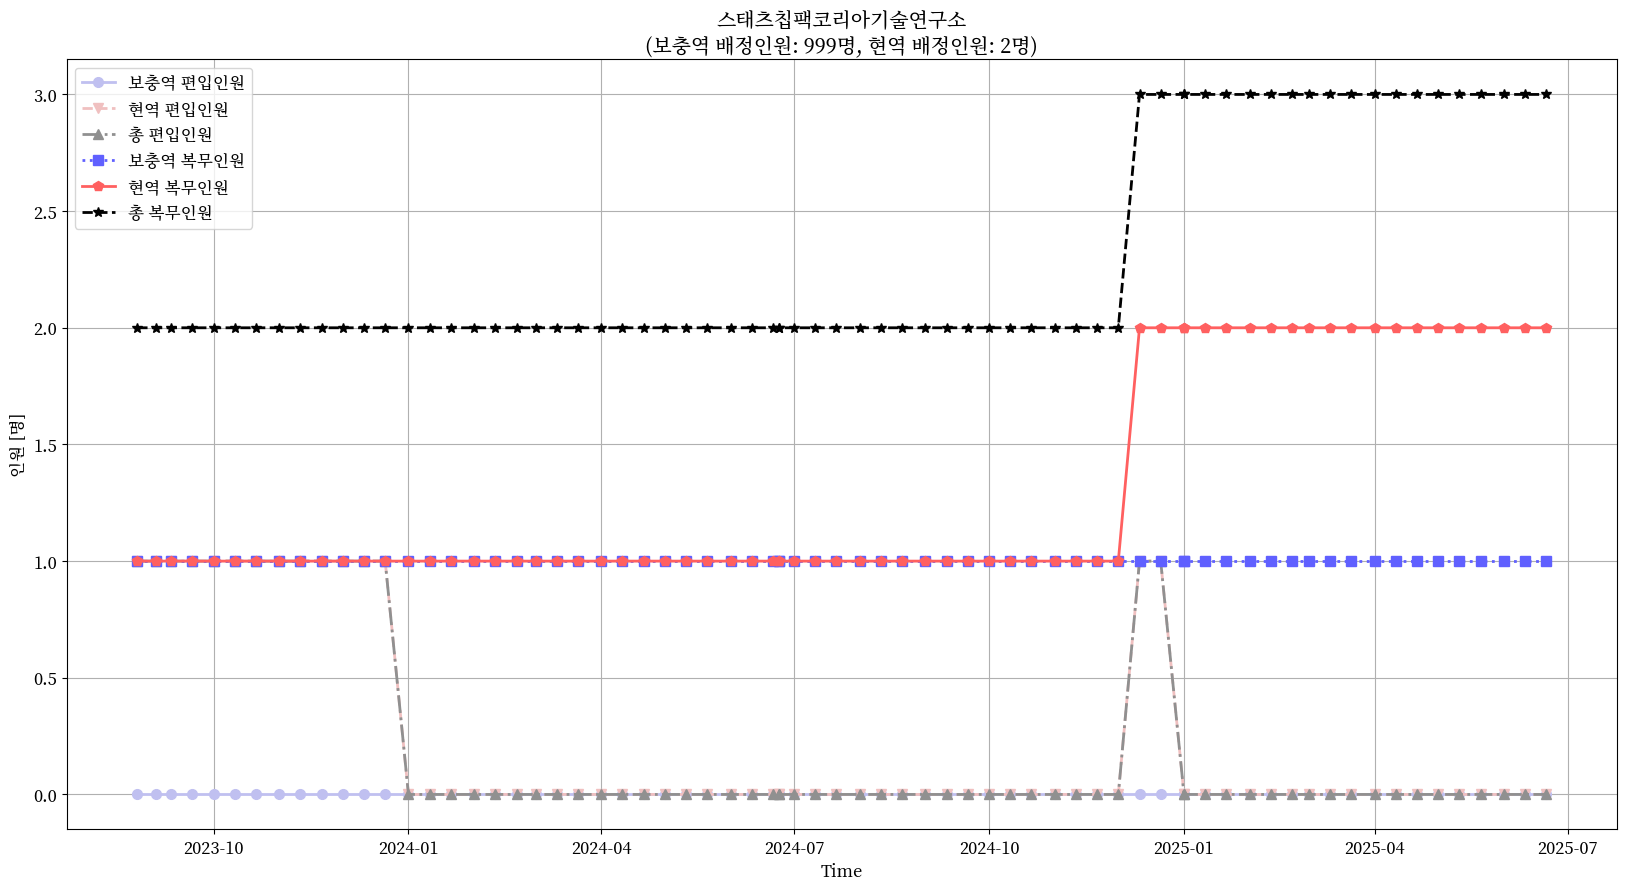 스태츠칩팩코리아기술연구소
(보충역 배정인원: 999명, 현역 배정인원: 2명)
보충역 편입인원
현역 편입인원
총 편입인원
보충역 복무인원
현역 복무인원
총 복무인원
3.0
2.5
2.0
1.5
1.0
0.5
0.0
인원 [명]
2023-10
2024-01
2024-04
2024-07
2024-10
2025-01
2025-04
2025-07
Time